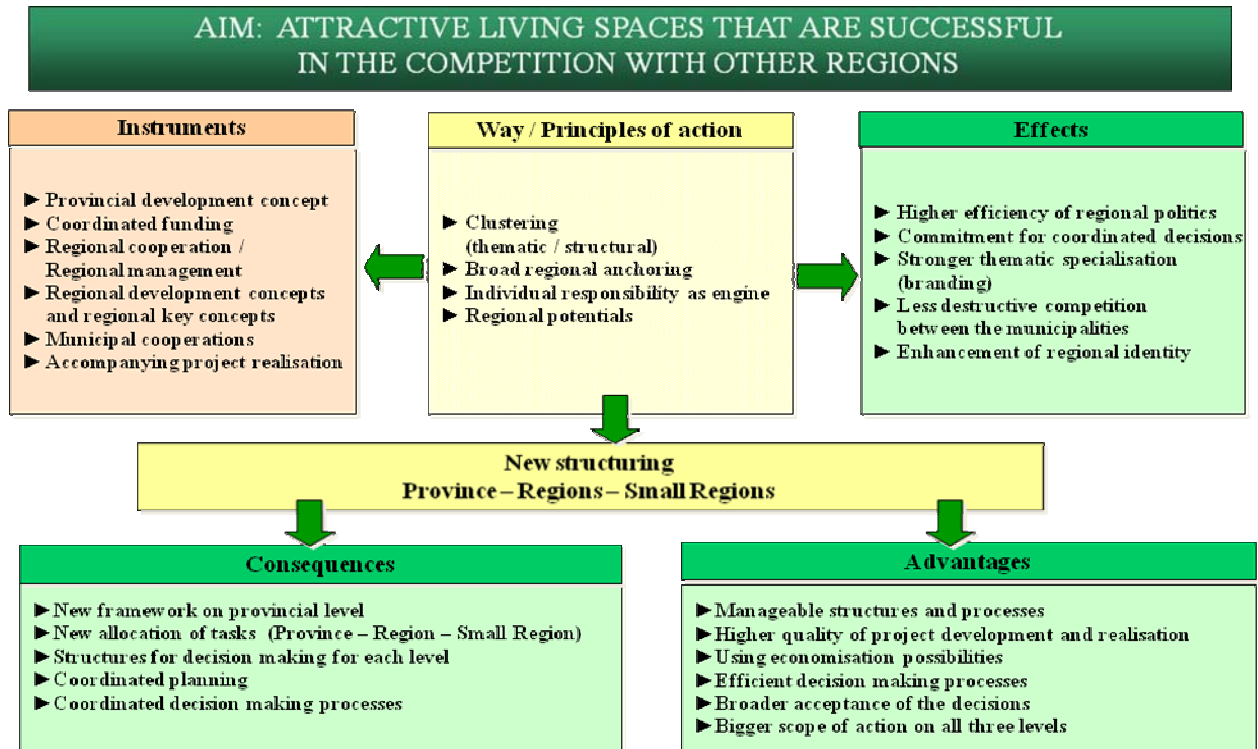 AIM:  ATTRACTIVE LIVING SPACES THAT ARE SUCCESSFUL
IN THE COMPETITION WITH OTHER REGIONS
Instruments
► Provincial development concept
► Coordinated funding
► Regional cooperation /
Regional management
► Regional development concepts
and regional key concepts
► Municipal cooperations
► Accompanying project realisation
Way / Principles of action
► Clustering
(thematic / structural)
► Broad regional anchoring
► Individual responsibility as engine
► Regional potentials
Effects
► Higher efficiency of regional politics
► Commitment for coordinated decisions
► Stronger thematic specialisation
(branding)
► Less destructive competition
between the municipalities
► Enhancement of regional identity
New structuring
Province – Regions – Small Regions
Consequences
► New framework on provincial level
► New allocation of tasks  (Province – Region – Small Region)
► Structures for decision making for each level
► Coordinated planning
► Coordinated decision making processes
Advantages
► Manageable structures and processes
► Higher quality of project development and realisation
► Using economisation possibilities
► Efficient decision making processes
► Broader acceptance of the decisions
► Bigger scope of action on all three levels